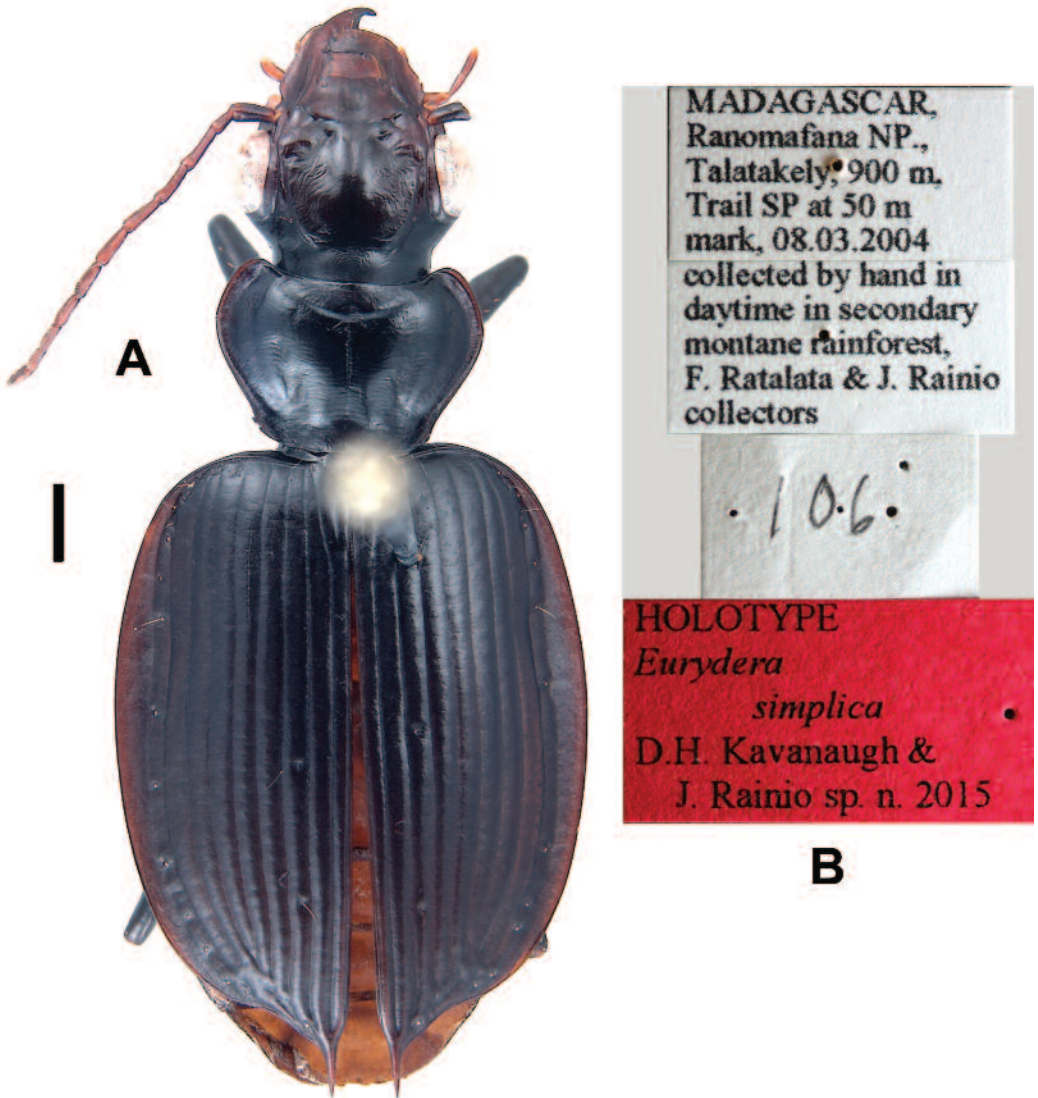 A
MADAGASCAR,
Ranomafana NP.,
Talatakely, 900 m,
Trail SP at 50 m
mark, 08.03.2004
collected by hand in
daytime in secondary
montane rainforest,
F. Ratalata & J. Rainio
collectors
106
HOLOTYPE
Eurydera
simplica
D.H. Kavanaugh &
J. Rainio sp. n. 2015
B